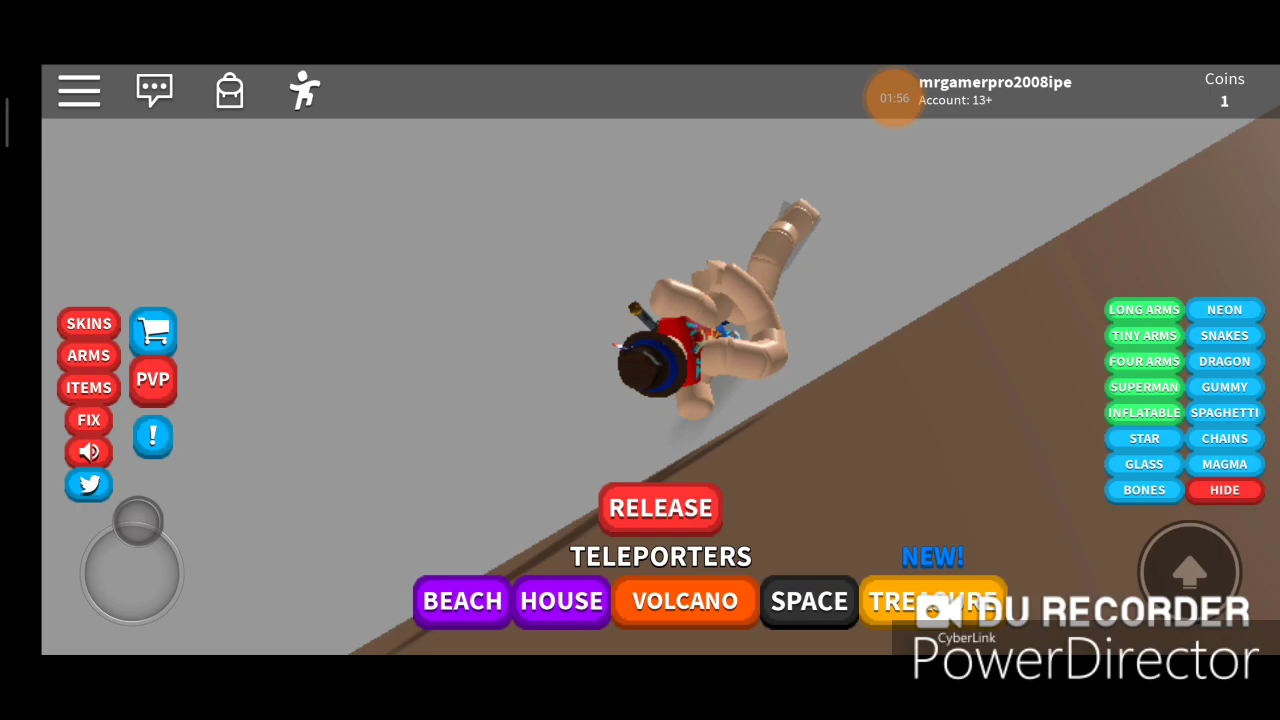 mrgamerpro2008ipe
Account: 13+
01:56
Coins
1
SKINS
ARMS
ITEMS
FIX
PVP
!
LONG ARMS
NEON
TINY ARMS
SNAKES
FOUR ARMS
DRAGON
SUPERMAN
GUMMY
INFLATABLE
SPAGHETTI
STAR
CHAINS
GLASS
MAGMA
BONES
HIDE
RELEASE
TELEPORTERS
NEW!
BEACH
HOUSE
VOLCANO
SPACE
TREASURE
DU RECORDER
CyberLink
PowerDirector